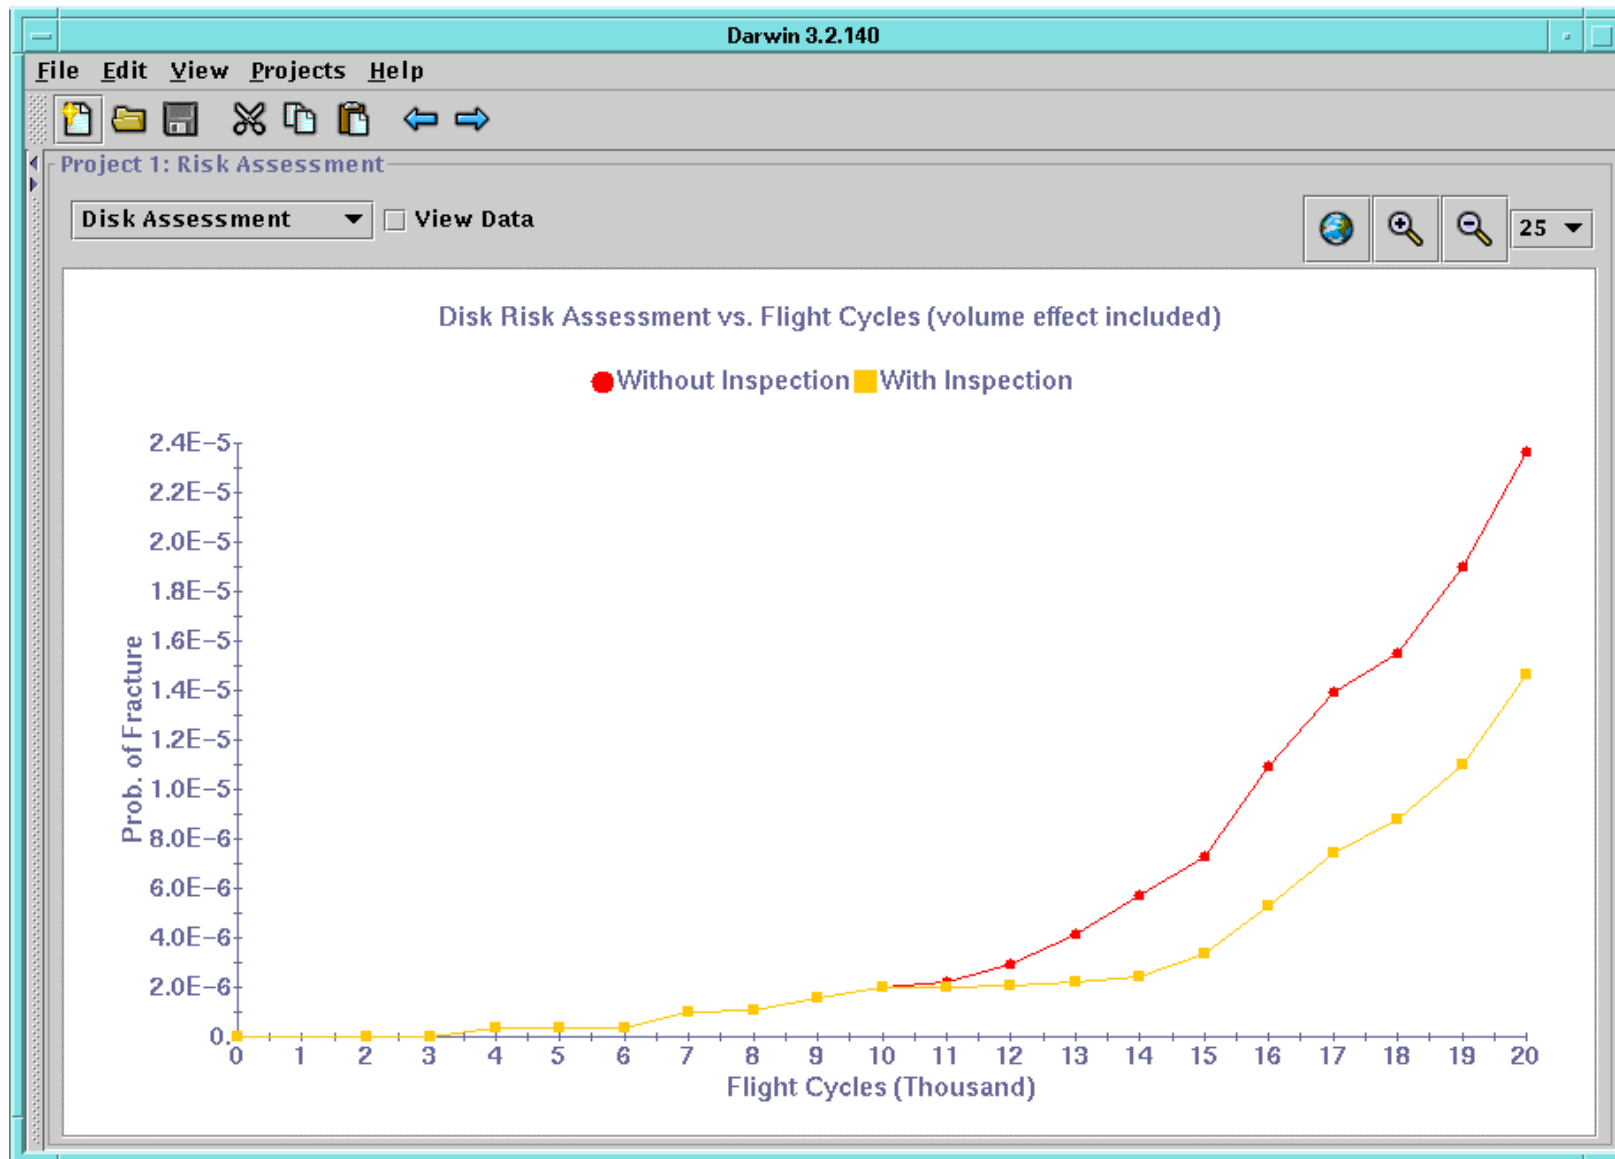 Darwin 3.2.140
File Edit View Projects Help
Project 1: Risk Assessment
Disk Assessment View Data 25
Disk Risk Assessment vs. Flight Cycles (volume effect included)
Without Inspection With Inspection
2.4E-5
2.2E-5
2.0E-5
1.8E-5
1.6E-5
1.4E-5
1.2E-5
1.0E-5
8.0E-6
6.0E-6
4.0E-6
2.0E-6
0.
Prob. of Fracture
0 1 2 3 4 5 6 7 8 9 10 11 12 13 14 15 16 17 18 19 20
Flight Cycles (Thousand)